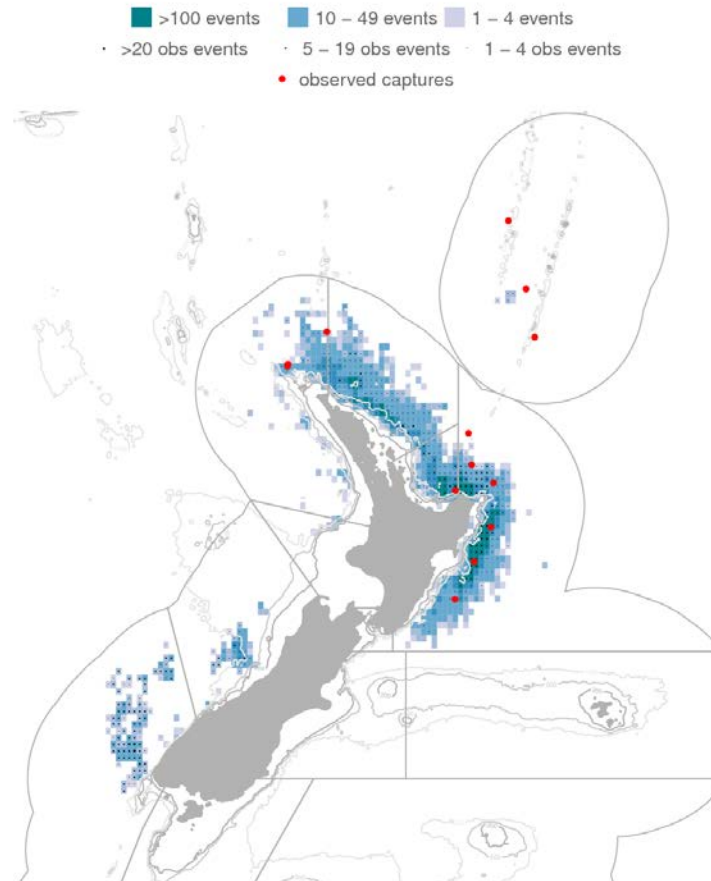 >100 events 10 – 49 events 1 – 4 events
>20 obs events 5 – 19 obs events 1 – 4 obs events
observed captures